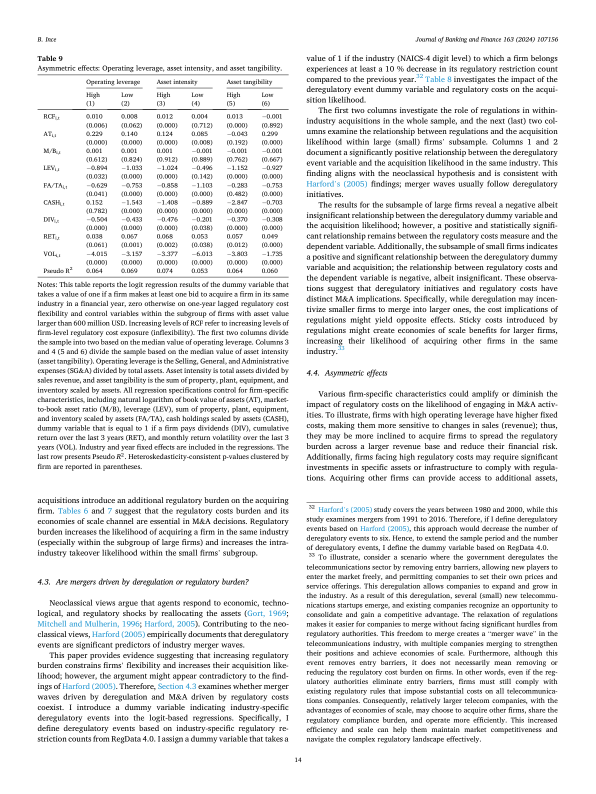 B. Ince
Journal of Banking and Finance 163 (2024) 107156
Table 9
Asymmetric effects: Operating leverage, asset intensity, and asset tangibility.
Operating leverage Asset intensity Asset tangibility
High Low High Low High Low
(1) (2) (3) (4) (5) (6)
RCFi,t 0.010 0.008 0.012 0.004 0.013 −0.001
(0.006) (0.062) (0.000) (0.712) (0.000) (0.892)
ATi,t 0.229 0.140 0.124 0.085 −0.043 0.299
(0.000) (0.000) (0.000) (0.008) (0.192) (0.000)
M/Bi,t 0.001 0.001 0.001 −0.001 −0.001 −0.001
(0.612) (0.824) (0.912) (0.889) (0.762) (0.667)
LEVi,t −0.894 −1.033 −1.024 −0.496 −1.152 −0.927
(0.000) (0.000) (0.032) (0.142) (0.000) (0.000)
FA/TAi,t −0.629 −0.753 −0.858 −1.103 −0.283 −0.753
(0.041) (0.000) (0.000) (0.000) (0.482) (0.000)
CASHi,t 0.152 −1.543 −1.408 −0.889 −2.847 −0.703
(0.782) (0.000) (0.000) (0.000) (0.000) (0.000)
DIVi,t −0.504 −0.433 −0.476 −0.201 −0.370 −0.308
(0.000) (0.000) (0.000) (0.038) (0.000) (0.000)
RETi,t 0.038 0.067 0.068 0.053 0.057 0.049
(0.061) (0.001) (0.002) (0.038) (0.012) (0.000)
VOLi,t −4.015 −3.157 −3.377 −6.013 −3.803 −1.735
(0.000) (0.000) (0.000) (0.000) (0.000) (0.000)
Pseudo R2 0.064 0.069 0.074 0.053 0.064 0.060
Notes: This table reports the logit regression results of the dummy variable that
takes a value of one if a firm makes at least one bid to acquire a firm in its same
industry in a financial year, zero otherwise on one-year lagged regulatory cost
flexibility and control variables within the subgroup of firms with asset value
larger than 600 million USD. Increasing levels of RCF refer to increasing levels of
firm-level regulatory cost exposure (inflexibility). The first two columns divide
the sample into two based on the median value of operating leverage. Columns 3
and 4 (5 and 6) divide the sample based on the median value of asset intensity
(asset tangibility). Operating leverage is the Selling, General, and Administrative
expenses (SG&A) divided by total assets. Asset intensity is total assets divided by
sales revenue, and asset tangibility is the sum of property, plant, equipment, and
inventory scaled by assets. All regression specifications control for firm-specific
characteristics, including natural logarithm of book value of assets (AT), market-
to-book asset ratio (M/B), leverage (LEV), sum of property, plant, equipment,
and inventory scaled by assets (FA/TA), cash holdings scaled by assets (CASH),
dummy variable that is equal to 1 if a firm pays dividends (DIV), cumulative
return over the last 3 years (RET), and monthly return volatility over the last 3
years (VOL). Industry and year fixed effects are included in the regressions. The
last row presents Pseudo R2. Heteroskedasticity-consistent p-values clustered by
firm are reported in parentheses.
acquisitions introduce an additional regulatory burden on the acquiring
firm. Tables 6 and 7 suggest that the regulatory costs burden and its
economies of scale channel are essential in M&A decisions. Regulatory
burden increases the likelihood of acquiring a firm in the same industry
(especially within the subgroup of large firms) and increases the intra-
industry takeover likelihood within the small firms' subgroup.
4.3. Are mergers driven by deregulation or regulatory burden?
Neoclassical views argue that agents respond to economic, techno-
logical, and regulatory shocks by reallocating the assets (Gort, 1969;
Mitchell and Mulherin, 1996; Harford, 2005). Contributing to the neo-
classical views, Harford (2005) empirically documents that deregulatory
events are significant predictors of industry merger waves.
This paper provides evidence suggesting that increasing regulatory
burden constrains firms' flexibility and increases their acquisition like-
lihood; however, the argument might appear contradictory to the find-
ings of Harford (2005). Therefore, Section 4.3 examines whether merger
waves driven by deregulation and M&A driven by regulatory costs
coexist. I introduce a dummy variable indicating industry-specific
deregulatory events into the logit-based regressions. Specifically, I
define deregulatory events based on industry-specific regulatory re-
striction counts from RegData 4.0. I assign a dummy variable that takes a
value of 1 if the industry (NAICS-4 digit level) to which a firm belongs
experiences at least a 10 % decrease in its regulatory restriction count
compared to the previous year.32 Table 8 investigates the impact of the
deregulatory event dummy variable and regulatory costs on the acqui-
sition likelihood.
The first two columns investigate the role of regulations in within-
industry acquisitions in the whole sample, and the next (last) two col-
umns examine the relationship between regulations and the acquisition
likelihood within large (small) firms' subsample. Columns 1 and 2
document a significantly positive relationship between the deregulatory
event variable and the acquisition likelihood in the same industry. This
finding aligns with the neoclassical hypothesis and is consistent with
Harford's (2005) findings; merger waves usually follow deregulatory
initiatives.
The results for the subsample of large firms reveal a negative albeit
insignificant relationship between the deregulatory dummy variable and
the acquisition likelihood; however, a positive and statistically signifi-
cant relationship remains between the regulatory costs measure and the
dependent variable. Additionally, the subsample of small firms indicates
a positive and significant relationship between the deregulatory dummy
variable and acquisition; the relationship between regulatory costs and
the dependent variable is negative, albeit insignificant. These observa-
tions suggest that deregulatory initiatives and regulatory costs have
distinct M&A implications. Specifically, while deregulation may incen-
tivize smaller firms to merge into larger ones, the cost implications of
regulations might yield opposite effects. Sticky costs introduced by
regulations might create economies of scale benefits for larger firms,
increasing their likelihood of acquiring other firms in the same
industry.33
4.4. Asymmetric effects
Various firm-specific characteristics could amplify or diminish the
impact of regulatory costs on the likelihood of engaging in M&A activ-
ities. To illustrate, firms with high operating leverage have higher fixed
costs, making them more sensitive to changes in sales (revenue); thus,
they may be more inclined to acquire firms to spread the regulatory
burden across a larger revenue base and reduce their financial risk.
Additionally, firms facing high regulatory costs may require significant
investments in specific assets or infrastructure to comply with regula-
tions. Acquiring other firms can provide access to additional assets,
32 Harford's (2005) study covers the years between 1980 and 2000, while this
study examines mergers from 1991 to 2016. Therefore, if I define deregulatory
events based on Harford (2005), this approach would decrease the number of
deregulatory events to six. Hence, to extend the sample period and the number
of deregulatory events, I define the dummy variable based on RegData 4.0.
33 To illustrate, consider a scenario where the government deregulates the
telecommunications sector by removing entry barriers, allowing new players to
enter the market freely, and permitting companies to set their own prices and
service offerings. This deregulation allows companies to expand and grow in
the industry. As a result of this deregulation, several (small) new telecommu-
nications startups emerge, and existing companies recognize an opportunity to
consolidate and gain a competitive advantage. The relaxation of regulations
makes it easier for companies to merge without facing significant hurdles from
regulatory authorities. This freedom to merge creates a "merger wave" in the
telecommunications industry, with multiple companies merging to strengthen
their positions and achieve economies of scale. Furthermore, although this
event removes entry barriers, it does not necessarily mean removing or
reducing the regulatory cost burden on firms. In other words, even if the reg-
ulatory authorities eliminate entry barriers, firms must still comply with
existing regulatory rules that impose substantial costs on all telecommunica-
tions companies. Consequently, relatively larger telecom companies, with the
advantages of economies of scale, may choose to acquire other firms, share the
regulatory compliance burden, and operate more efficiently. This increased
efficiency and scale can help them maintain market competitiveness and
navigate the complex regulatory landscape effectively.
14